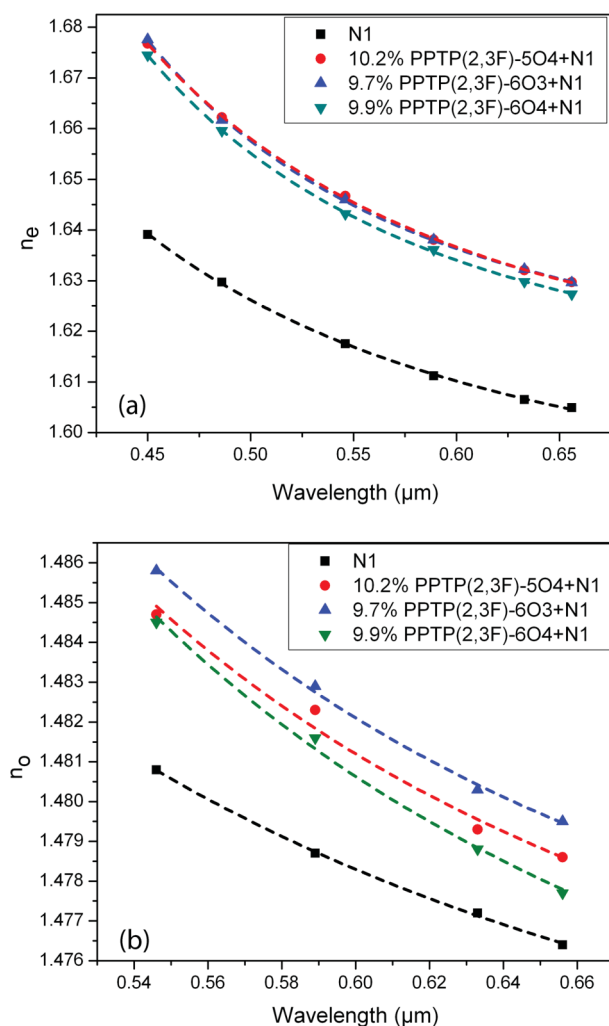 1.68
1.67
1.66
1.65
1.64
1.63
1.62
1.61
1.60
n_e
N1
10.2% PPTP(2,3F)-5O4+N1
9.7% PPTP(2,3F)-6O3+N1
9.9% PPTP(2,3F)-6O4+N1
(a)
0.45 0.50 0.55 0.60 0.65
Wavelength (μm)
1.486
1.485
1.484
1.483
1.482
1.481
1.480
1.479
1.478
1.477
1.476
n_o
N1
10.2% PPTP(2,3F)-5O4+N1
9.7% PPTP(2,3F)-6O3+N1
9.9% PPTP(2,3F)-6O4+N1
(b)
0.54 0.56 0.58 0.60 0.62 0.64 0.66
Wavelength (μm)